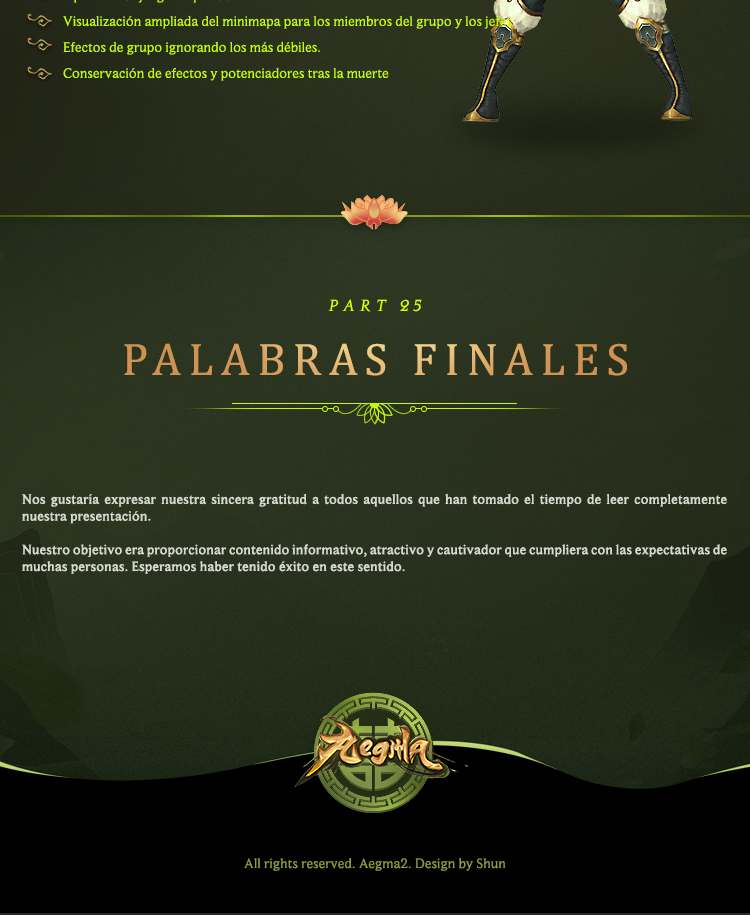 Visualización ampliada del minimapa para los miembros del grupo y los
Efectos de grupo ignorando los más débiles.
Conservación de efectos y potenciadores tras la muerte
PART 25
PALABRAS FINALES
Nos gustaría expresar nuestra sincera gratitud a todos aquellos que han tomado el tiempo de leer completamente
nuestra presentación.
Nuestro objetivo era proporcionar contenido informativo, atractivo y cautivador que cumpliera con las expectativas de
muchas personas. Esperamos haber tenido éxito en este sentido.
Aegma
All rights reserved. Aegma2. Design by Shun